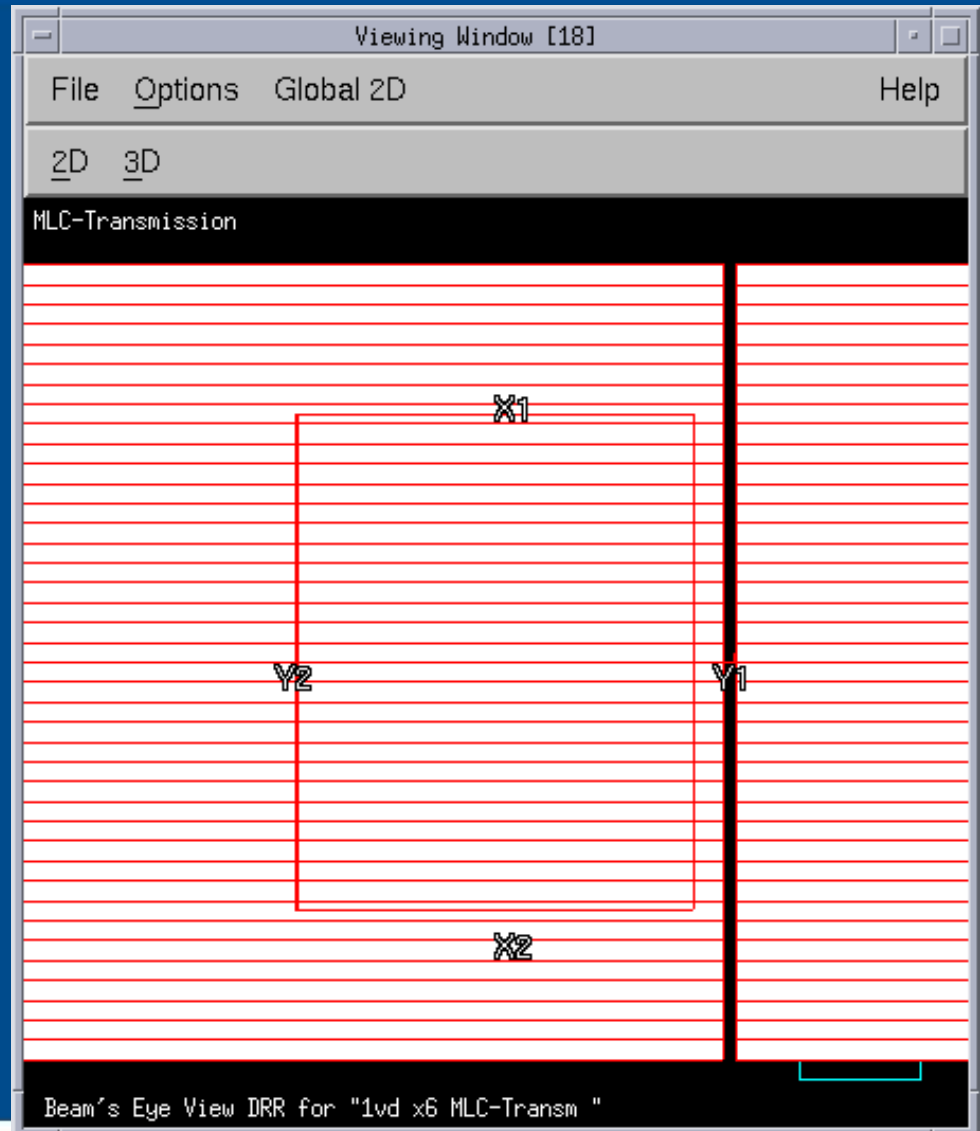 Viewing Window [18]
File Options Global 2D Help
2D 3D
MLC-Transmission
X1
Y2 Y1
X2
Beam's Eye View DRR for "1vd x6 MLC-Transm "